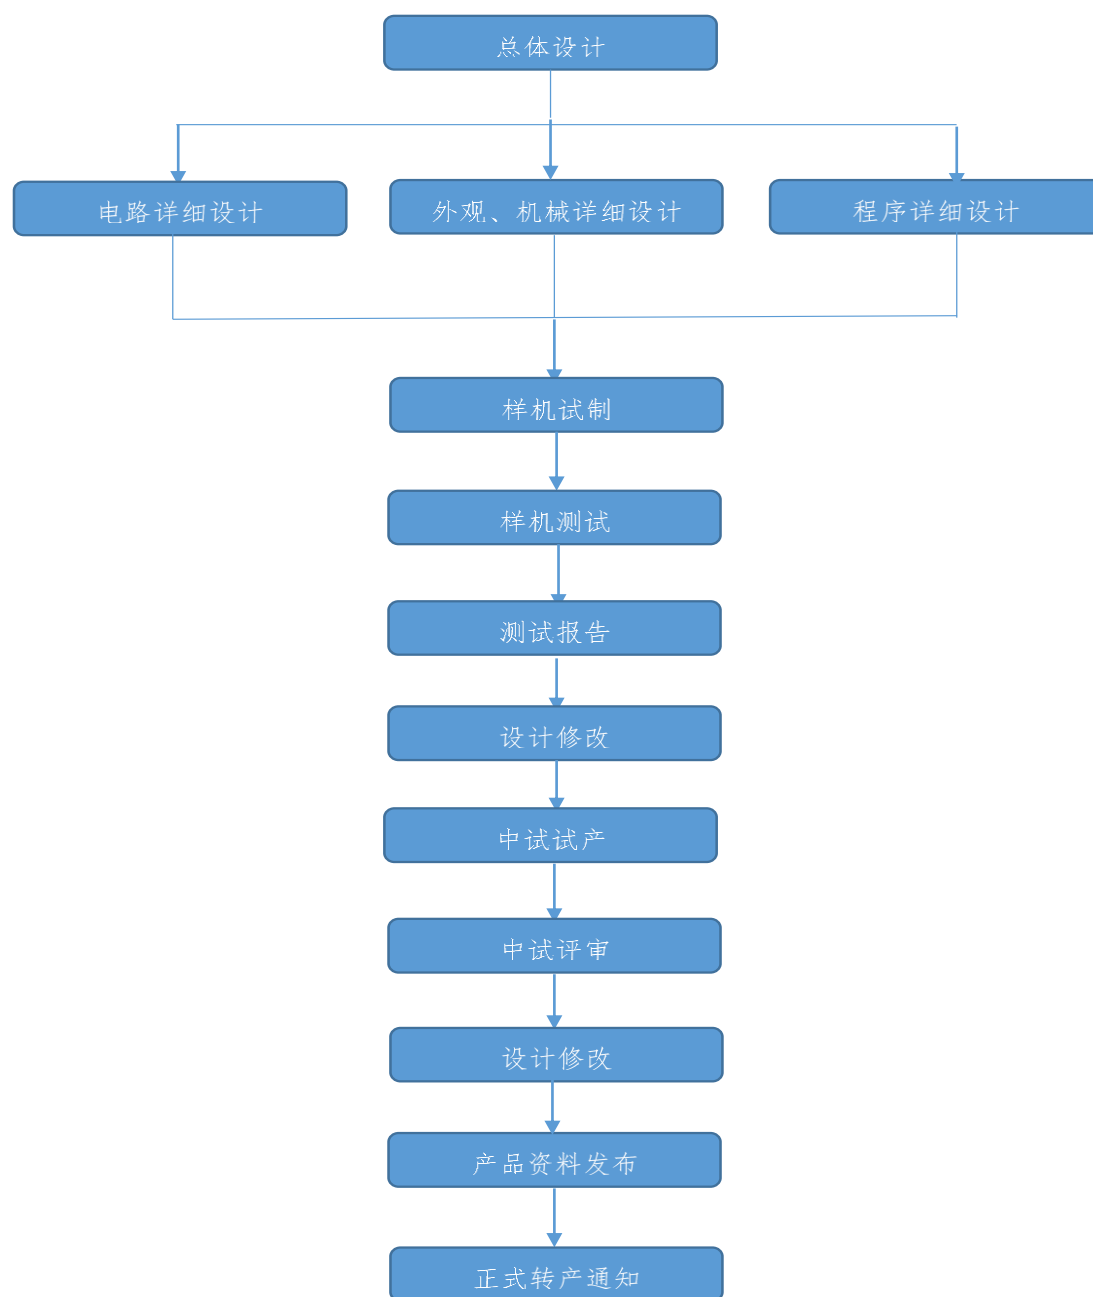 总体设计
电路详细设计
外观、机械详细设计
程序详细设计
样机试制
样机测试
测试报告
设计修改
中试试产
中试评审
设计修改
产品资料发布
正式转产通知